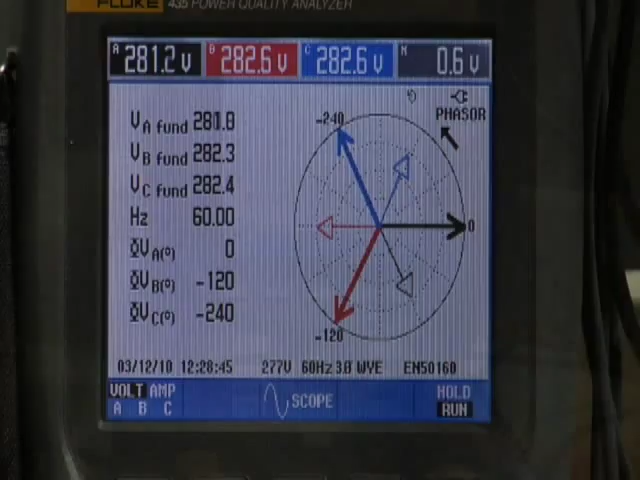 FLUKE 435 POWER QUALITY ANALYZER
A 281.2 V B 282.6 V C 282.6 V N 0.6 V
PHASOR
-240
VA fund 281.8
VB fund 282.3
VC fund 282.4
Hz 60.00
0
ΦVA(°) 0
ΦVB(°) -120
ΦVC(°) -240
-120
03/12/10 12:28:45 277V 60Hz 3Ø WYE EN50160
VOLT AMP
A B C
SCOPE
HOLD
RUN